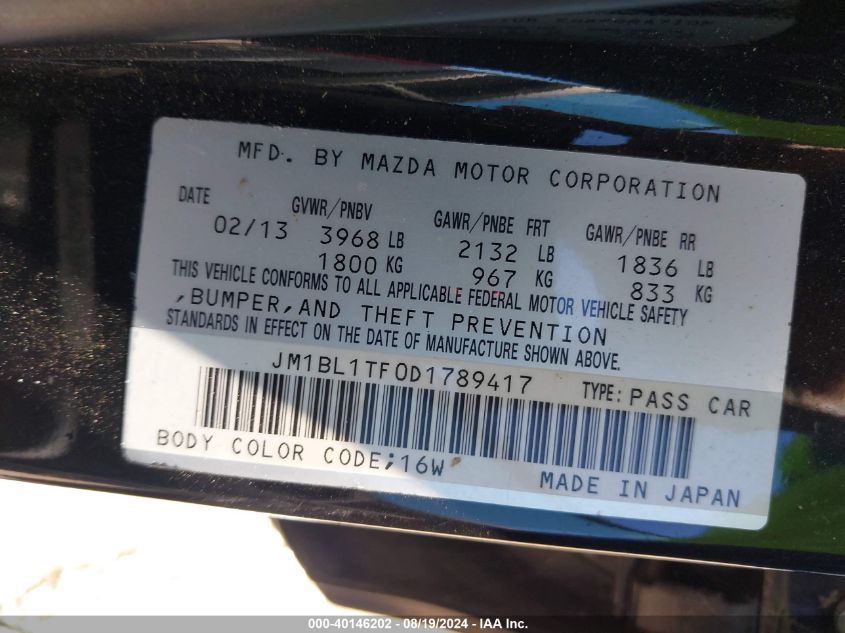 MFD. BY MAZDA MOTOR CORPORATION
DATE GVWR/PNBV GAWR/PNBE FRT GAWR/PNBE RR
02/13 3968 LB 2132 LB 1836 LB
1800 KG 967 KG 833 KG
THIS VEHICLE CONFORMS TO ALL APPLICABLE FEDERAL MOTOR VEHICLE SAFETY
,BUMPER,AND THEFT PREVENTION
STANDARDS IN EFFECT ON THE DATE OF MANUFACTURE SHOWN ABOVE.
JM1BL1TF0D1789417 TYPE: PASS CAR
BODY COLOR CODE;16W
MADE IN JAPAN
000-40146202 - 08/19/2024 - IAA Inc.